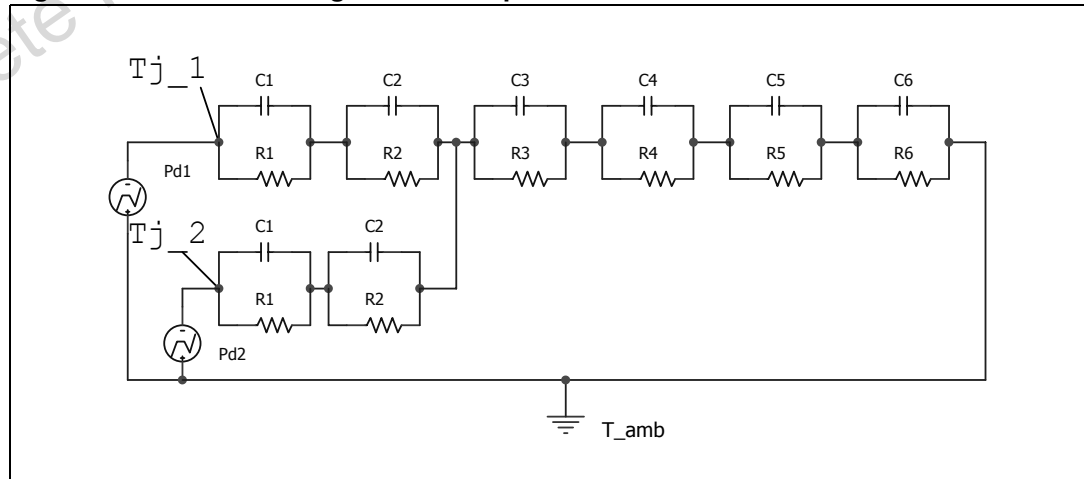 Tj_1
C1 C2 C3 C4 C5 C6
R1 R2 R3 R4 R5 R6
Pd1
Tj_2
C1 C2
R1 R2
Pd2
T_amb